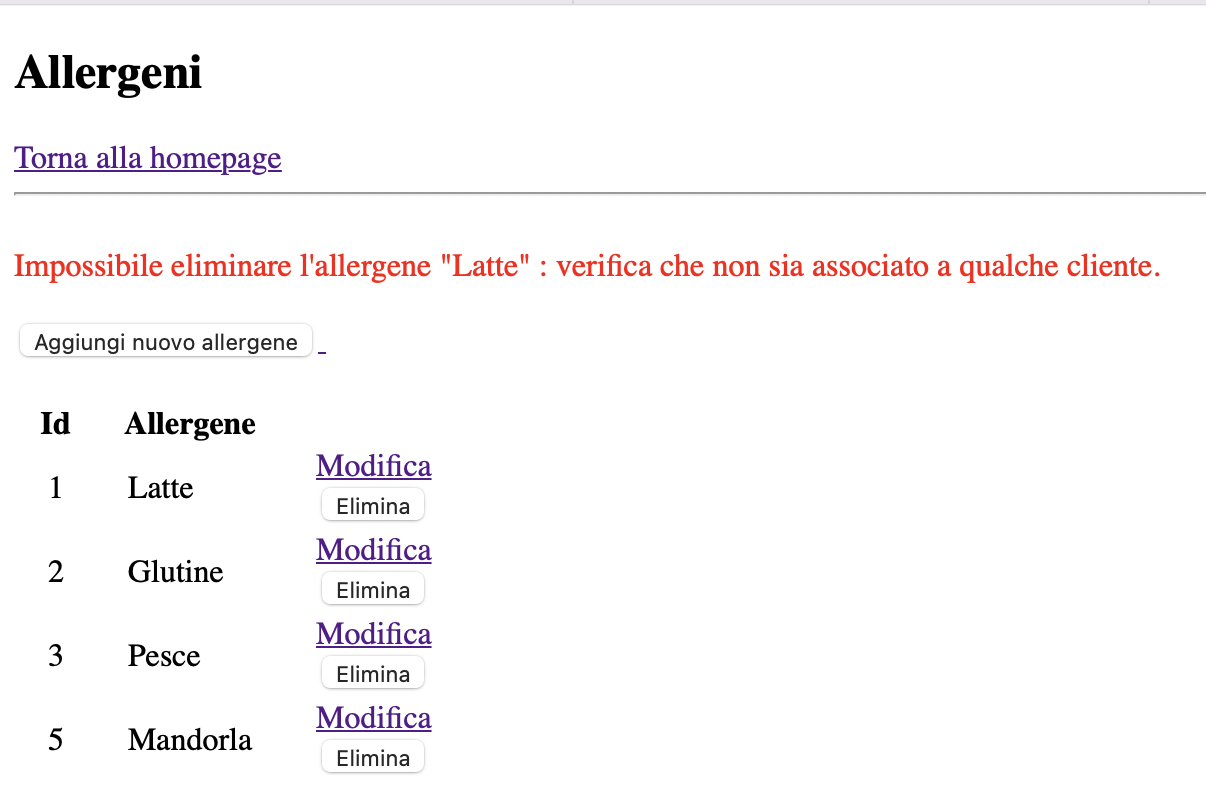 Allergeni
Torna alla homepage
Impossibile eliminare l'allergene "Latte" : verifica che non sia associato a qualche cliente.
Aggiungi nuovo allergene
Id Allergene
Modifica
1 Latte
Elimina
Modifica
2 Glutine
Elimina
Modifica
3 Pesce
Elimina
Modifica
5 Mandorla
Elimina